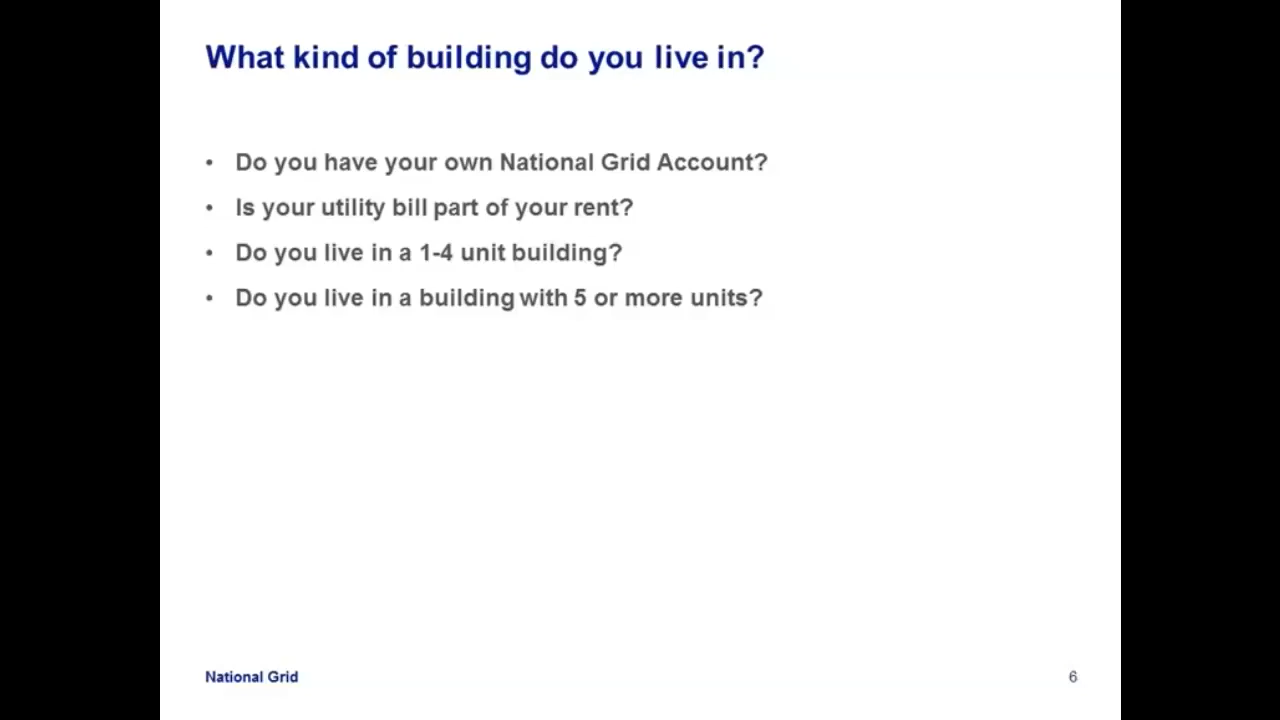 What kind of building do you live in?
• Do you have your own National Grid Account?
• Is your utility bill part of your rent?
• Do you live in a 1-4 unit building?
• Do you live in a building with 5 or more units?
National Grid
6